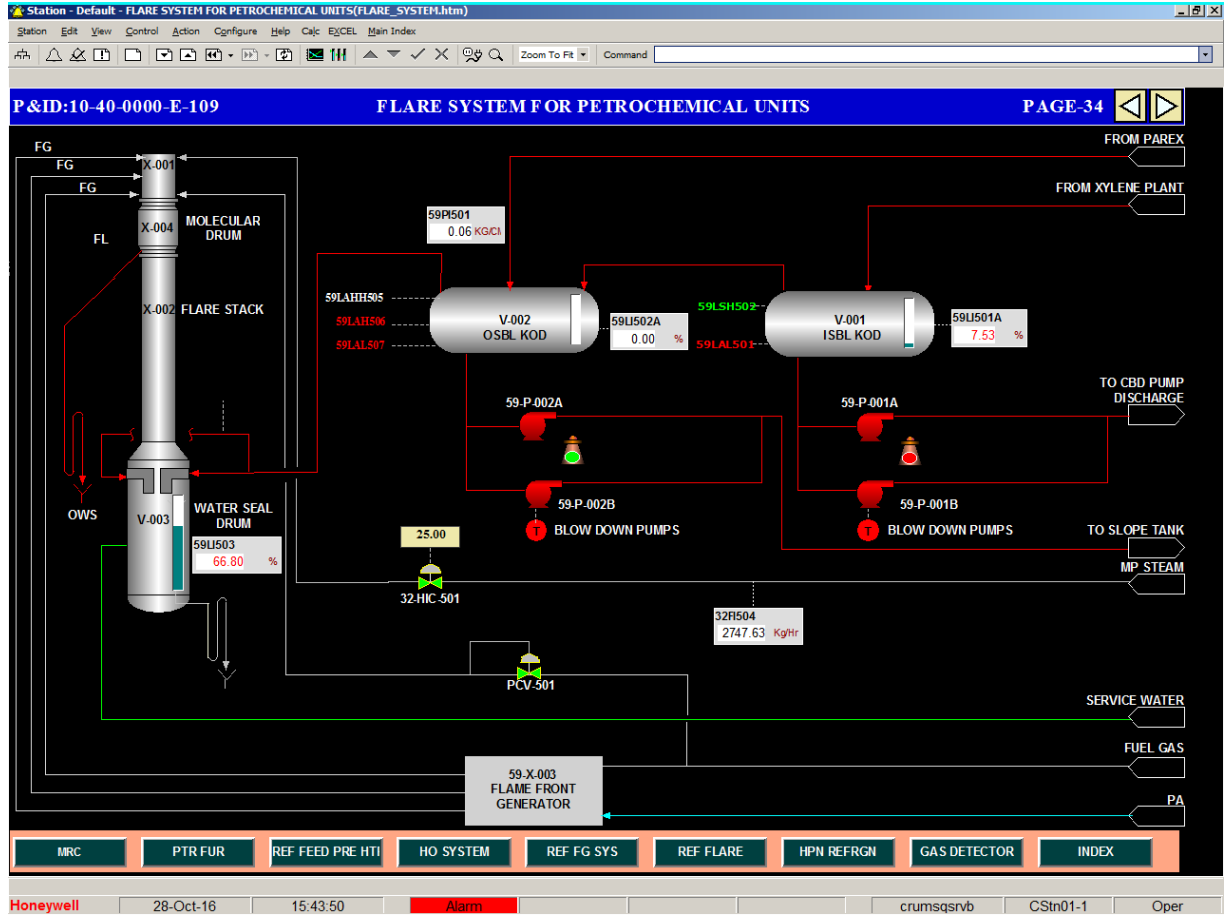 Station - Default - FLARE SYSTEM FOR PETROCHEMICAL UNITS(FLARE_SYSTEM.htm)
Station Edit View Control Action Configure Help Calc EXCEL Main Index
Zoom To Fit Command
P&ID:10-40-0000-E-109 FLARE SYSTEM FOR PETROCHEMICAL UNITS PAGE-34
FROM PAREX
FG
X-001
FG
FG
FROM XYLENE PLANT
59PI501
0.06 KG/C
MOLECULAR
DRUM
X-004
FL
59LAHH505
59LAH506
59LAL507
V-002
OSBL KOD
59LI502A
0.00 %
59LSH502
59LAL501
V-001
ISBL KOD
59LI501A
7.53 %
X-002 FLARE STACK
TO CBD PUMP
DISCHARGE
59-P-002A
59-P-001A
59-P-002B
59-P-001B
T BLOW DOWN PUMPS
T BLOW DOWN PUMPS
OWS
WATER SEAL
DRUM
V-003
59LI503
66.80 %
25.00
32-HIC-501
TO SLOPE TANK
MP STEAM
32FI504
2747.63 Kg/Hr
PCV-501
SERVICE WATER
FUEL GAS
59-X-003
FLAME FRONT
GENERATOR
PA
MRC PTR FUR REF FEED PRE HTI HO SYSTEM REF FG SYS REF FLARE HPN REFRGN GAS DETECTOR INDEX
Honeywell 28-Oct-16 15:43:50 Alarm crumsqsrvb CStn01-1 Oper